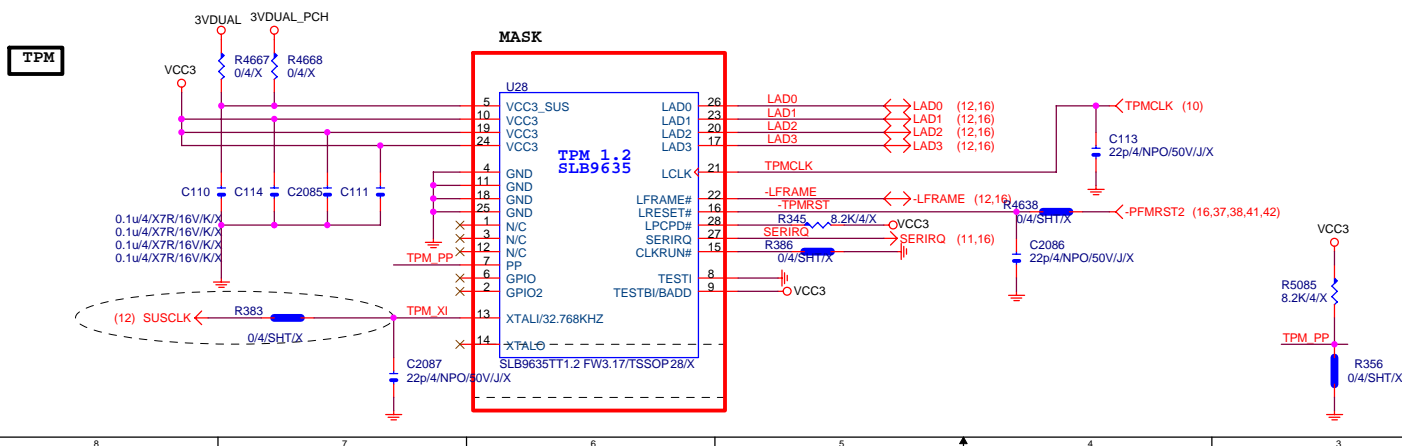 TPM
3VDUAL 3VDUAL_PCH
VCC3
R4667
0/4/X
R4668
0/4/X
MASK
U28
TPM 1.2
SLB9635
5 VCC3_SUS
10 VCC3
19 VCC3
24 VCC3
4 GND
11 GND
18 GND
25 GND
1 N/C
3 N/C
12 N/C
TPM_PP 7 PP
6 GPIO
2 GPIO2
13 XTALI/32.768KHZ
14 XTALO
LAD0 26 LAD0 LAD0 (12,16)
LAD1 23 LAD1 LAD1 (12,16)
LAD2 20 LAD2 LAD2 (12,16)
LAD3 17 LAD3 LAD3 (12,16)
LCLK 21 TPMCLK TPMCLK (10)
LFRAME# 22 -LFRAME -LFRAME (12,16)
LRESET# 16 -TPMRST R4638 0/4/SHT/X -PFMRST2 (16,37,38,41,42)
LPCPD# 28 R345 8.2K/4/X VCC3
SERIRQ 27 SERIRQ SERIRQ (11,16)
CLKRUN# 15 R386 0/4/SHT/X
TESTI 8
TESTBI/BADD 9 VCC3
SLB9635TT1.2 FW3.17/TSSOP28/X
C110 C114 C2085 C111
0.1u/4/X7R/16V/K/X
0.1u/4/X7R/16V/K/X
0.1u/4/X7R/16V/K/X
0.1u/4/X7R/16V/K/X
(12) SUSCLK R383 TPM_XI
0/4/SHT/X
C2087
22p/4/NPO/50V/J/X
C113
22p/4/NPO/50V/J/X
C2086
22p/4/NPO/50V/J/X
VCC3
R5085
8.2K/4/X
TPM_PP
R356
0/4/SHT/X
8 7 6 5 4 3